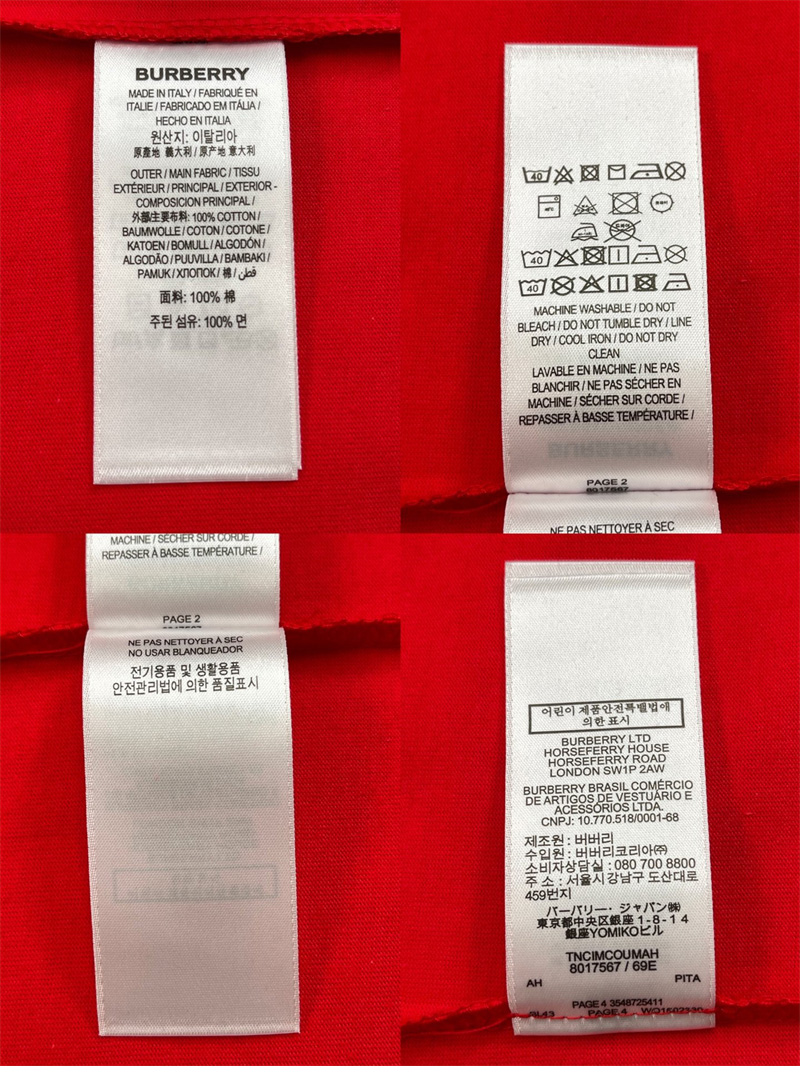 BURBERRY
MADE IN ITALY / FABRIQUÉ EN
ITALIE / FABRICADO EM ITÁLIA /
HECHO EN ITALIA
원산지: 이탈리아
原產地 義大利 / 原产地 意大利
OUTER / MAIN FABRIC / TISSU
EXTÉRIEUR / PRINCIPAL / EXTERIOR -
COMPOSICION PRINCIPAL /
外部主要布料: 100% COTTON /
BAUMWOLLE / COTON / COTONE /
KATOEN / BOMULL / ALGODÓN /
ALGODÃO / PUUVILLA / BAMBAKI /
PAMUK / ХЛОПОК / 棉 / قطن /
面料: 100% 棉
주된 섬유: 100% 면
40
40
40
MACHINE WASHABLE / DO NOT
BLEACH / DO NOT TUMBLE DRY / LINE
DRY / COOL IRON / DO NOT DRY
CLEAN
LAVABLE EN MACHINE / NE PAS
BLANCHIR / NE PAS SÉCHER EN
MACHINE / SÉCHER SUR CORDE /
REPASSER À BASSE TEMPÉRATURE /
PAGE 2
8017567
NE PAS NETTOYER À SEC
MACHINE / SÉCHER SUR CORDE /
REPASSER À BASSE TEMPÉRATURE /
PAGE 2
NE PAS NETTOYER À SEC
NO USAR BLANQUEADOR
전기용품 및 생활용품
안전관리법에 의한 품질표시
어린이 제품안전특별법에
의한 표시
BURBERRY LTD
HORSEFERRY HOUSE
HORSEFERRY ROAD
LONDON SW1P 2AW
BURBERRY BRASIL COMÉRCIO
DE ARTIGOS DE VESTUÁRIO E
ACESSÓRIOS LTDA.
CNPJ: 10.770.518/0001-68
제조원 : 버버리
수입원 : 버버리코리아㈜
소비자상담실 : 080 700 8800
주 소 : 서울시 강남구 도산대로
459번지
バーバリー・ジャパン㈱
東京都中央区銀座 1-8-14
銀座YOMIKOビル
TNCIMCOUMAH
8017567 / 69E
AH PITA
PAGE 4 3548725411
PAGE 4